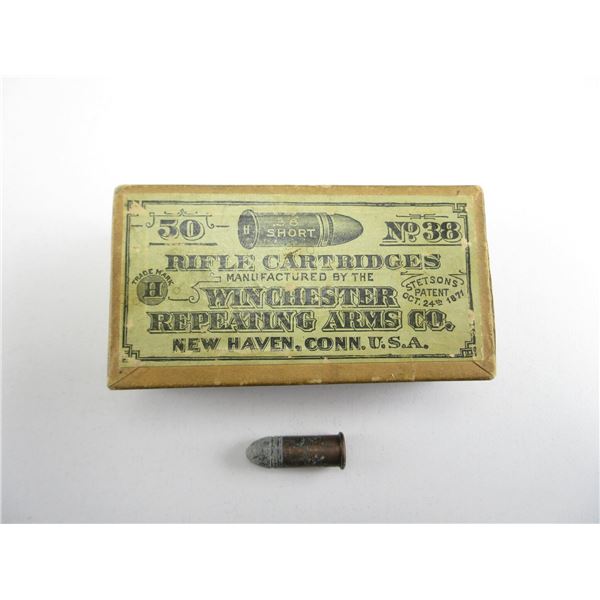 50
H
38
SHORT
No 38
RIFLE CARTRIDGES
MANUFACTURED BY THE
TRADE MARK
H
WINCHESTER
STETSONS
PATENT
OCT. 24TH 1871
REPEATING ARMS CO.
NEW HAVEN, CONN. U.S.A.